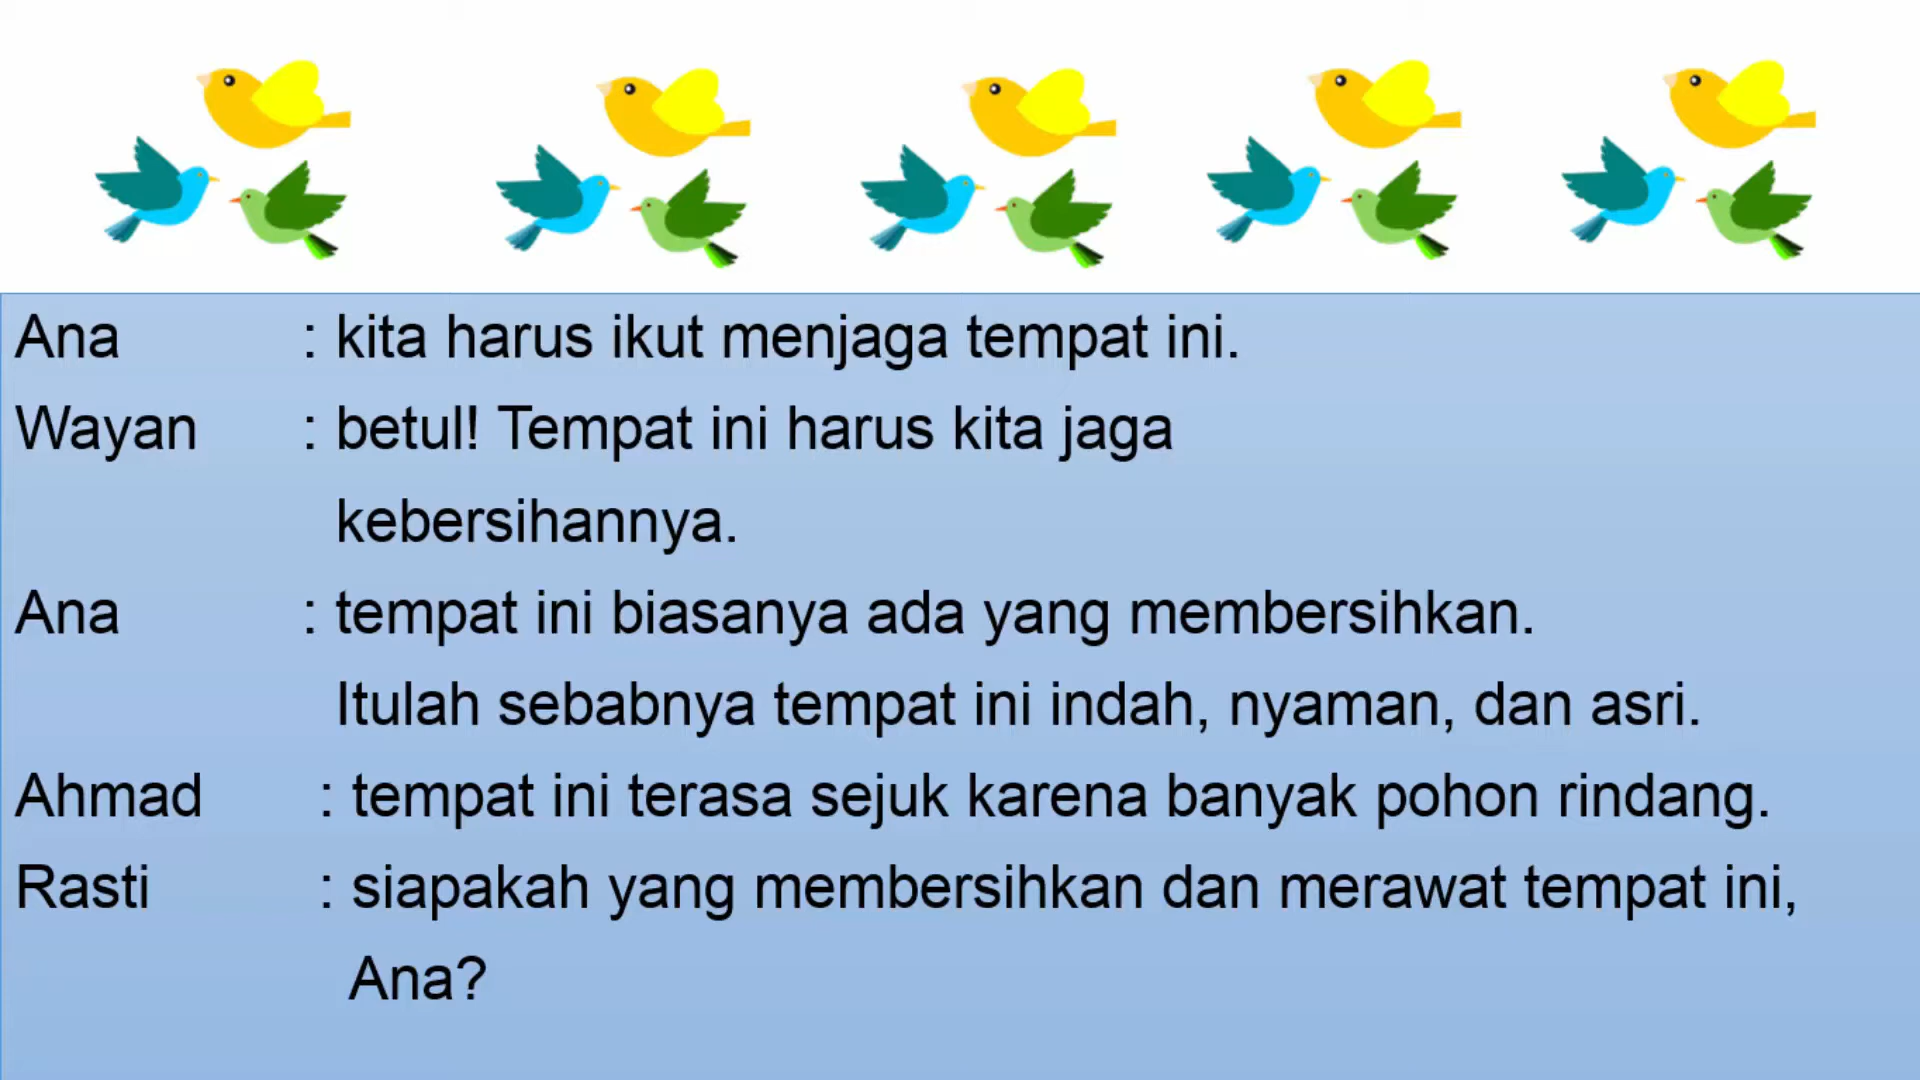 Ana : kita harus ikut menjaga tempat ini.
Wayan : betul! Tempat ini harus kita jaga
kebersihannya.
Ana : tempat ini biasanya ada yang membersihkan.
Itulah sebabnya tempat ini indah, nyaman, dan asri.
Ahmad : tempat ini terasa sejuk karena banyak pohon rindang.
Rasti : siapakah yang membersihkan dan merawat tempat ini,
Ana?